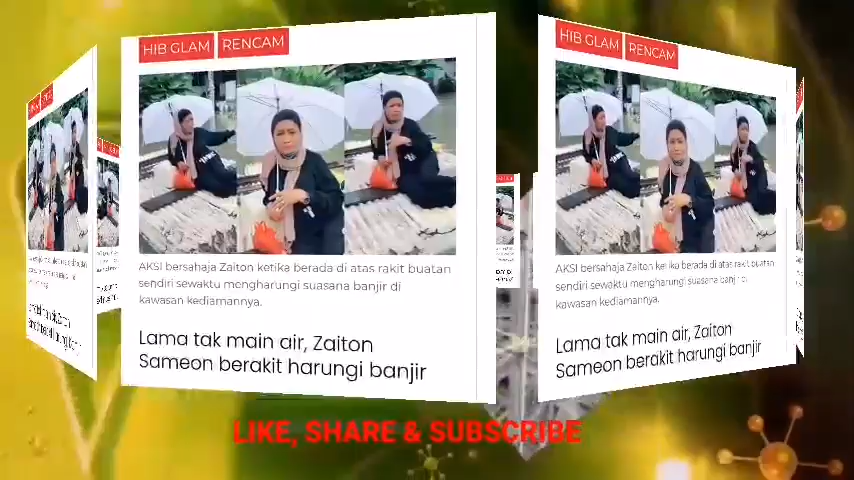 HIB GLAM RENCAM
AKSI bersahaja Zaiton ketika berada di atas rakit buatan
sendiri sewaktu mengharungi suasana banjir di
kawasan kediamannya.
Lama tak main air, Zaiton
Sameon berakit harungi banjir
HIB GLAM RENCAM
AKSI bersahaja Zaiton ketika berada di atas rakit buatan
sendiri sewaktu mengharungi suasana banjir di
kawasan kediamannya.
Lama tak main air, Zaiton
Sameon berakit harungi banjir
LIKE, SHARE & SUBSCRIBE